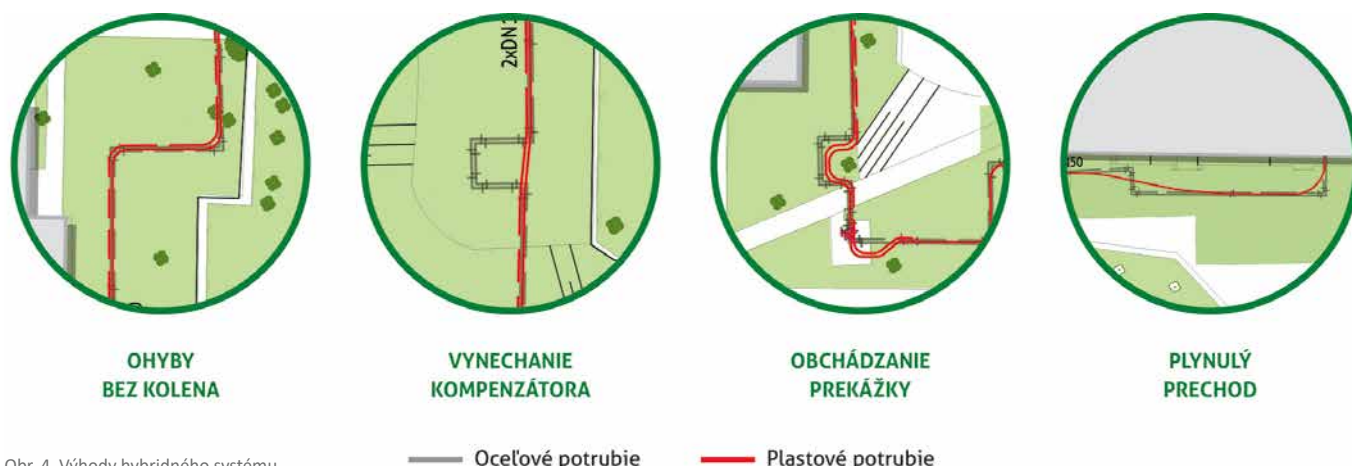 2xDN
150
OHYBY
BEZ KOLENA
VYNECHANIE
KOMPENZÁTORA
OBCHÁDZANIE
PREKÁŽKY
PLYNULÝ
PRECHOD
Obr. 4 Výhody hybridného systému
Oceľové potrubie
Plastové potrubie